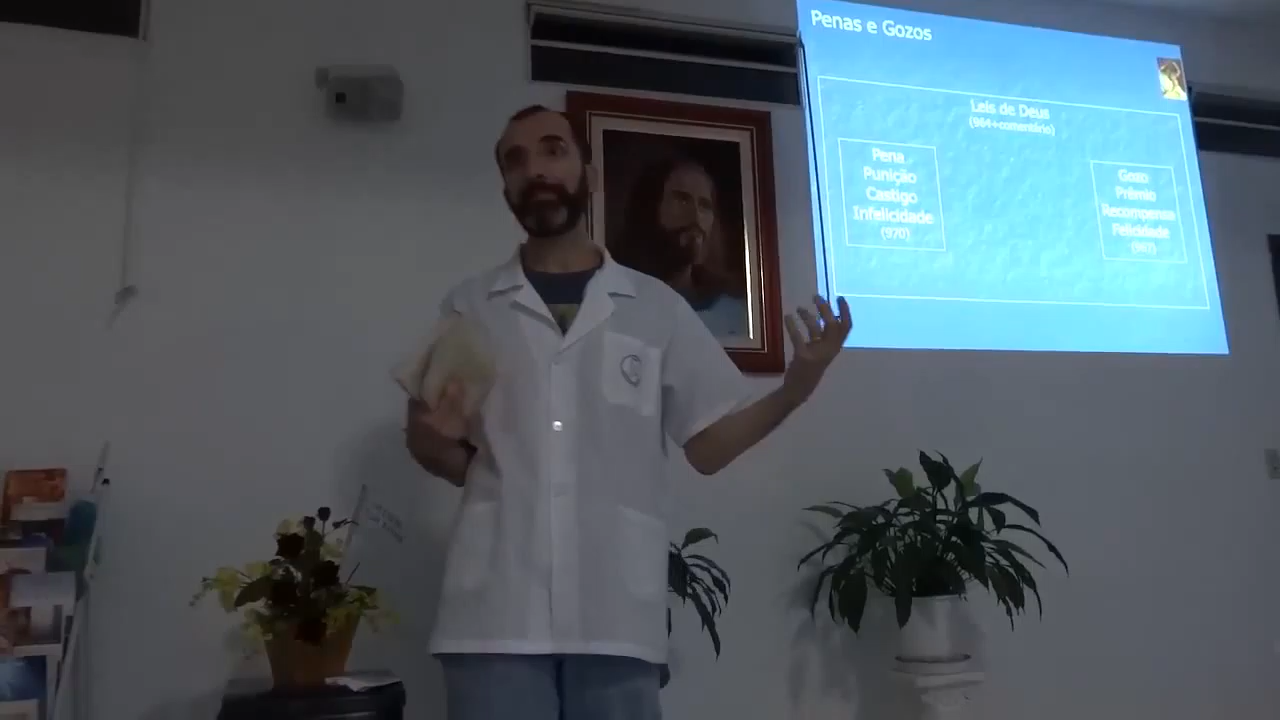 Penas e Gozos
Leis de Deus
(964+comentário)
Pena
Punição
Castigo
Infelicidade
(970)
Gozo
Prêmio
Recompensa
Felicidade
(967)